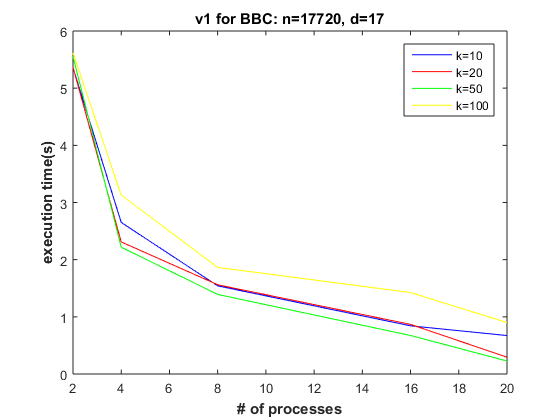 v1 for BBC: n=17720, d=17
k=10
k=20
k=50
k=100
execution time(s)
6
5
4
3
2
1
0
2 4 6 8 10 12 14 16 18 20
# of processes